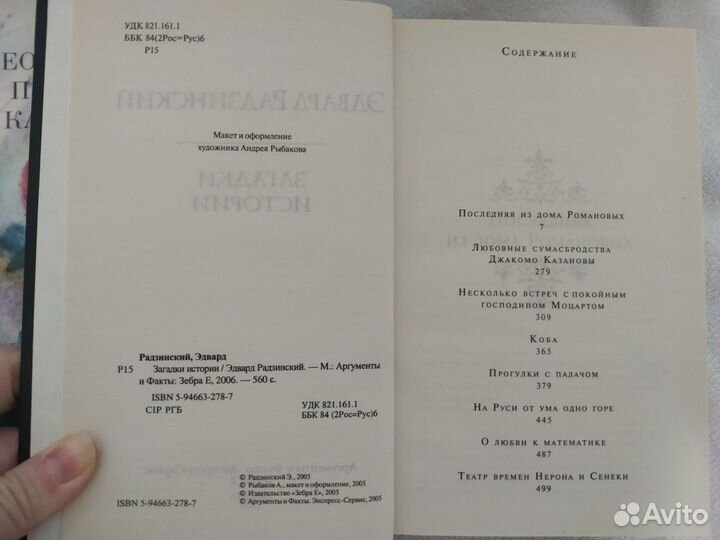 ЕО
П
КА
УДК 821.161.1
ББК 84(2Рос=Рус)6
Р15
ЭДВАРД РАДЗИНСКИЙ
Макет и оформление
художника Андрея Рыбакова
ЗАГАДКИ
ИСТОРИИ
Радзинский, Эдвард
Р15 Загадки истории / Эдвард Радзинский. — М.: Аргументы
и Факты: Зебра Е, 2006. — 560 с.
ISBN 5-94663-278-7
УДК 821.161.1
CIP РГБ ББК 84 (2Рос=Рус)6
© Радзинский Э., 2005
© Рыбаков А., макет и оформление, 2005
© Издательство «Зебра Е», 2005
ISBN 5-94663-278-7 © Аргументы и Факты. Экспресс-Сервис, 2005
Содержание
Последняя из дома Романовых
7
Любовные сумасбродства
Джакомо Казановы
279
Несколько встреч с покойным
господином Моцартом
309
Коба
365
Прогулки с палачом
379
На Руси от ума одно горе
445
О любви к математике
487
Театр времен Нерона и Сенеки
499
Avito